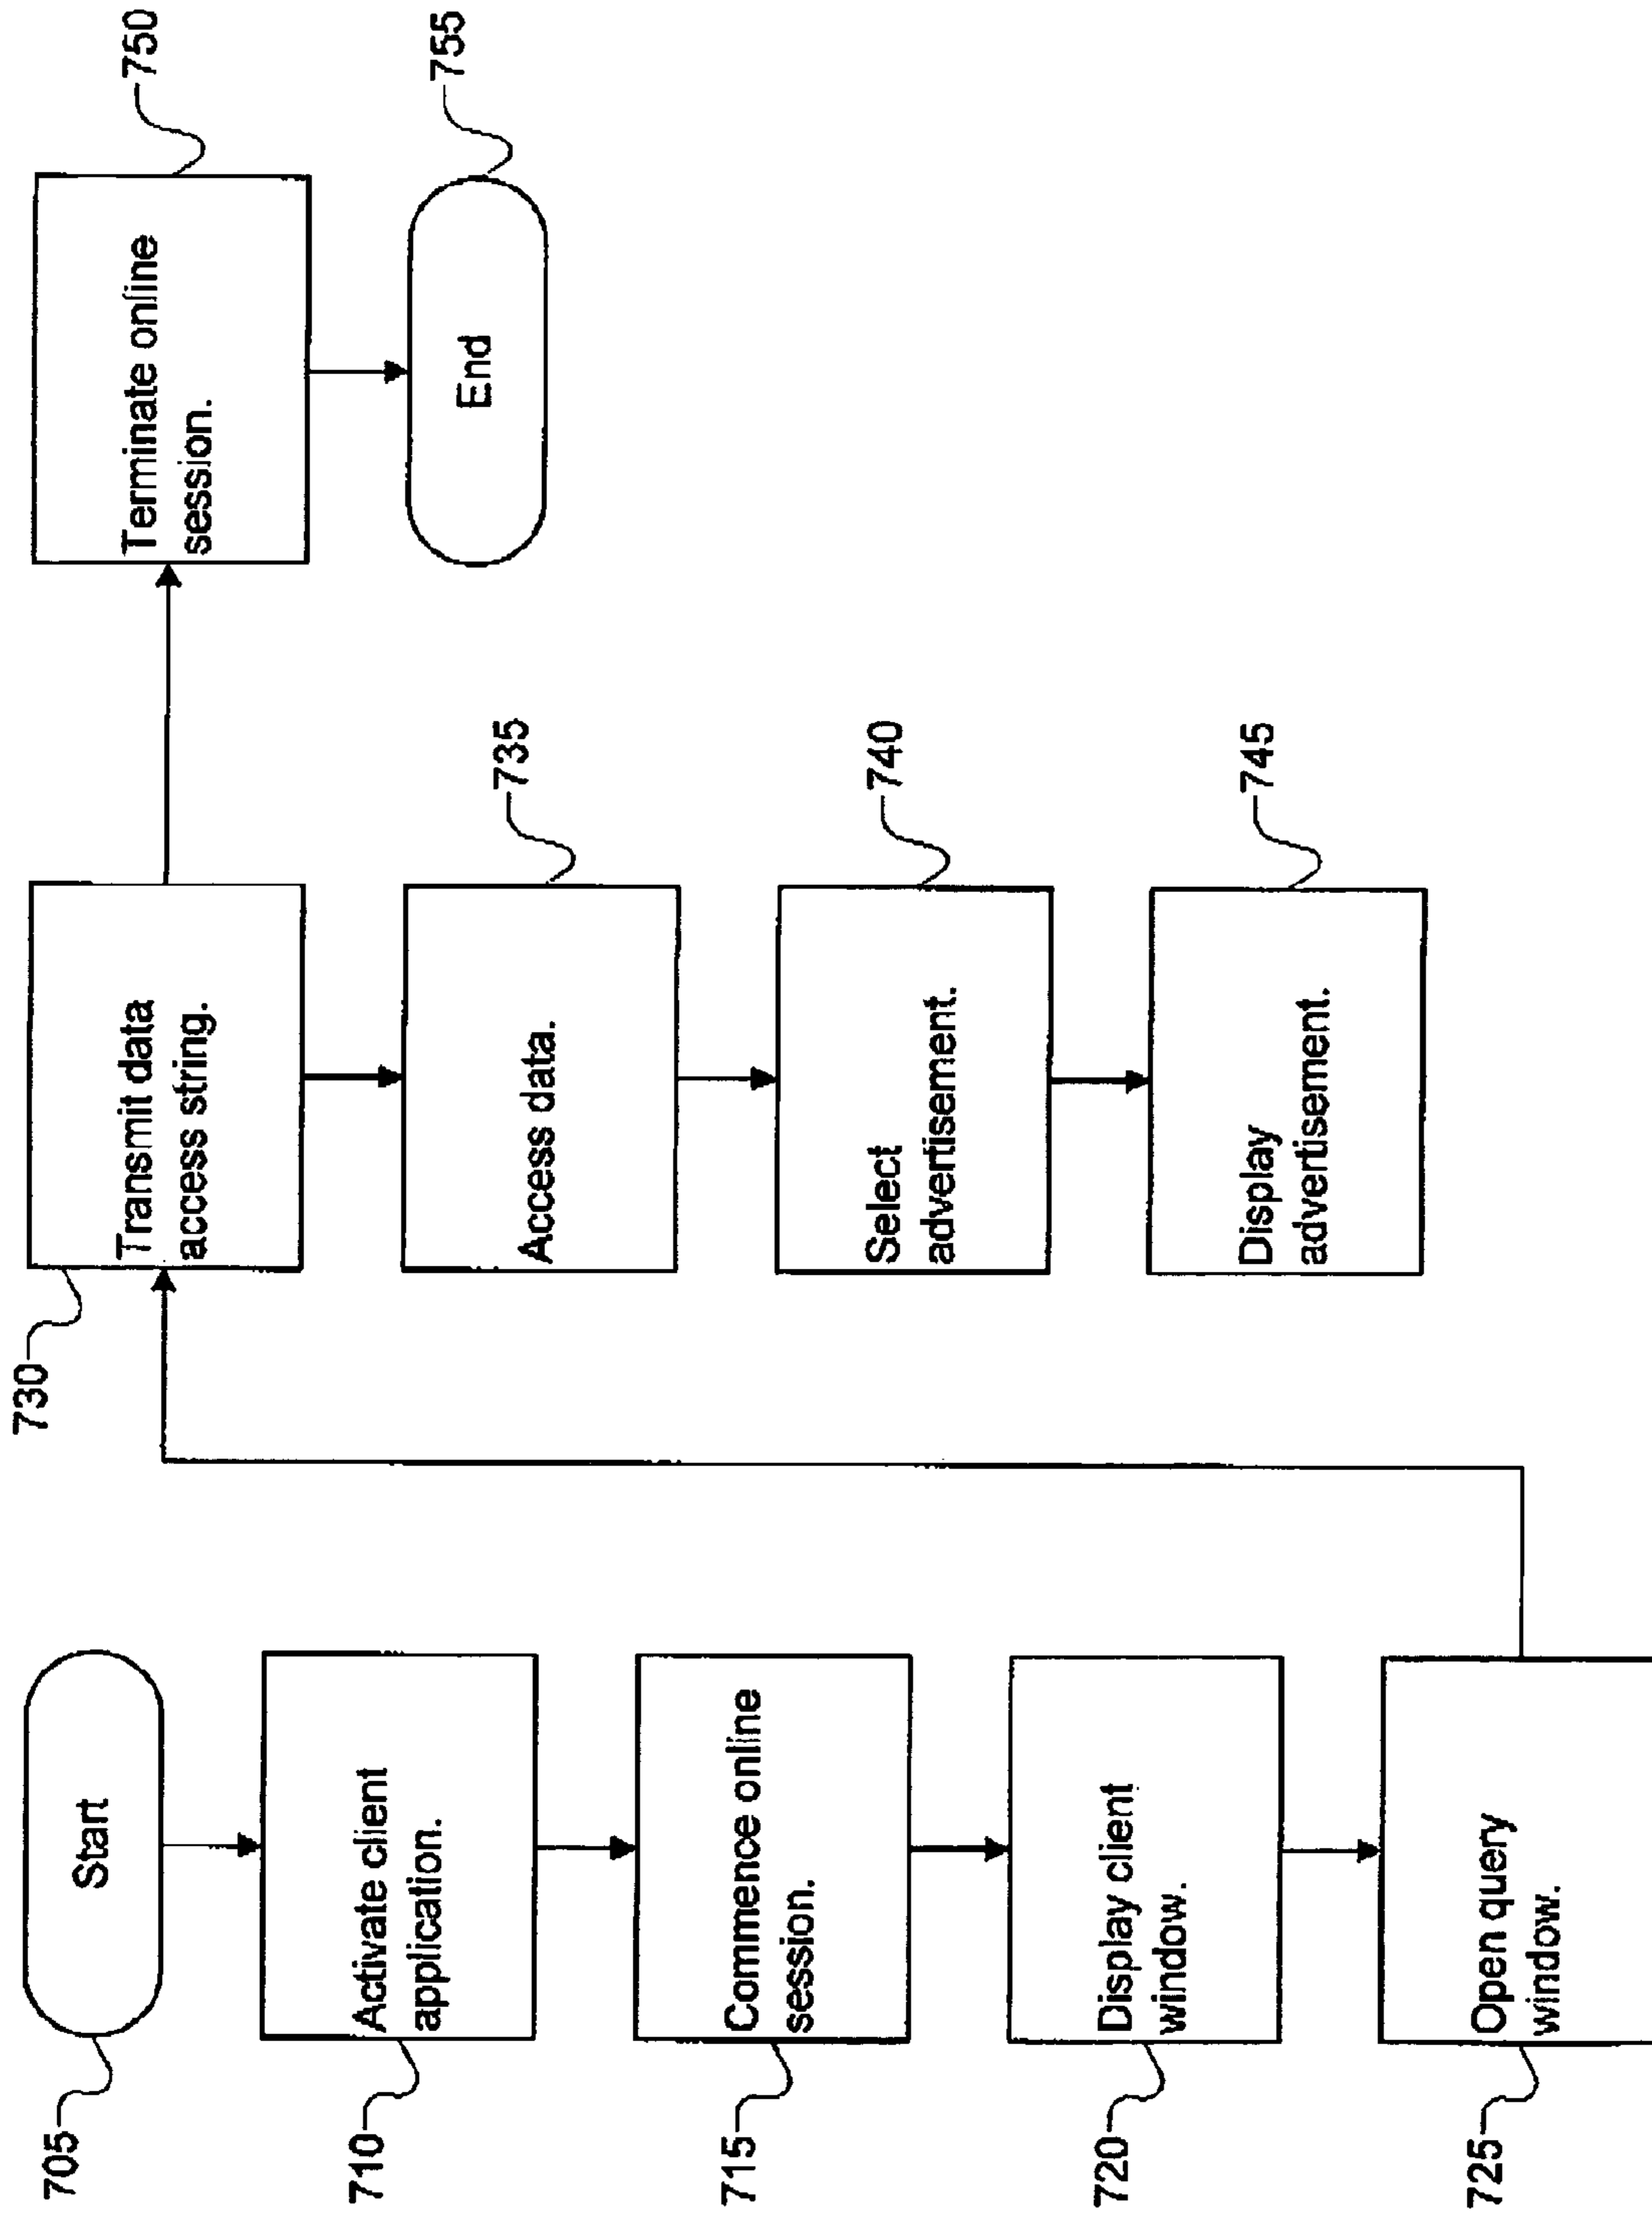 705
Start
710
Activate client
application.
715
Commence online
session.
720
Display client
window.
725
Open query
window.
730
Transmit data
access string.
735
Access data.
740
Select
advertisement.
745
Display
advertisement.
750
Terminate online
session.
755
End